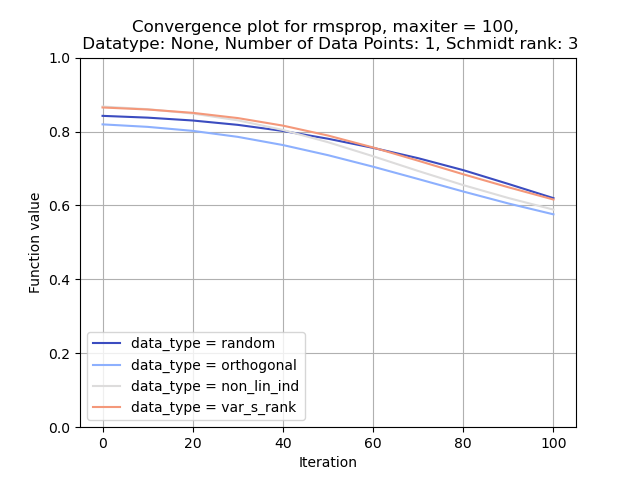 Convergence plot for rmsprop, maxiter = 100,
Datatype: None, Number of Data Points: 1, Schmidt rank: 3
1.0
0.8
0.6
0.4
0.2
0.0
Function value
data_type = random
data_type = orthogonal
data_type = non_lin_ind
data_type = var_s_rank
0 20 40 60 80 100
Iteration